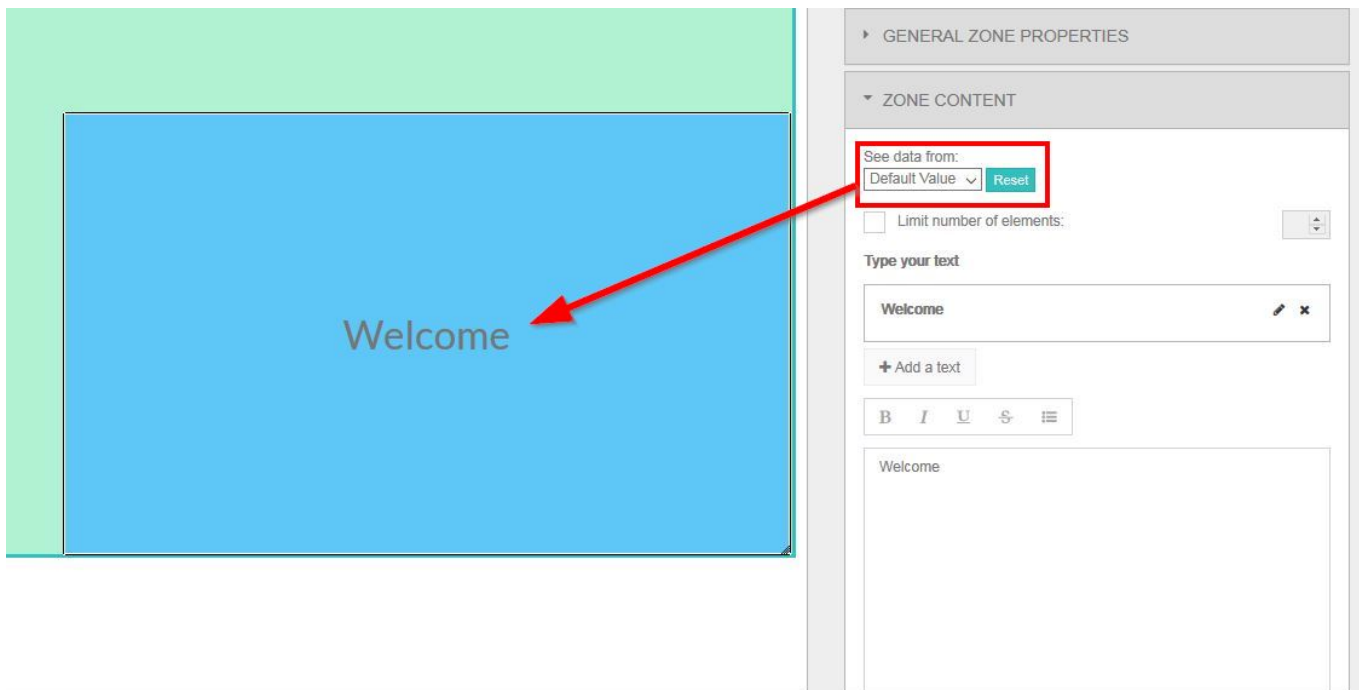 GENERAL ZONE PROPERTIES
ZONE CONTENT
See data from:
Default Value Reset
Limit number of elements:
Type your text
Welcome
Welcome
Add a text
B I U S
Welcome